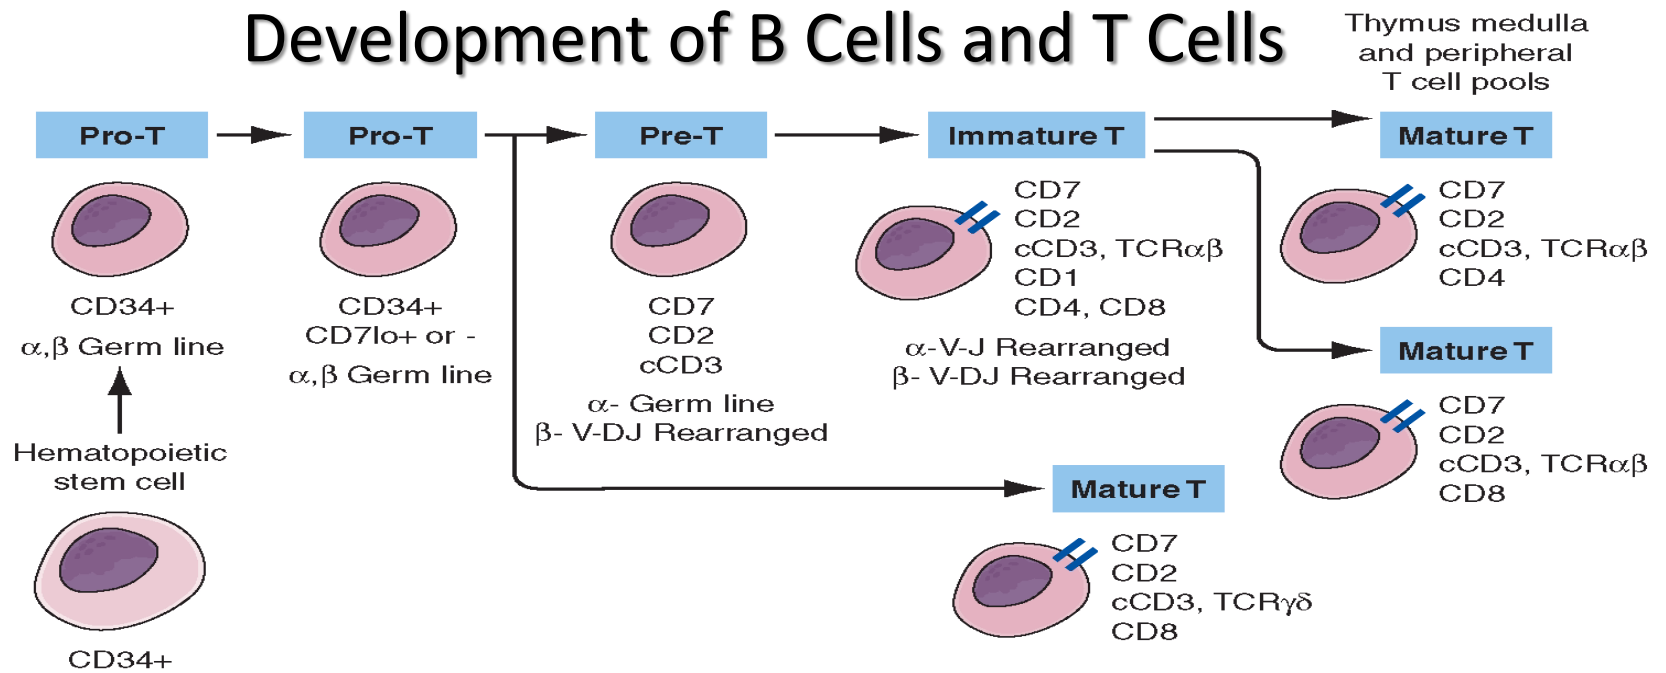 Development of B Cells and T Cells
Thymus medulla
and peripheral
T cell pools
Pro-T
Pro-T
Pre-T
Immature T
Mature T
CD34+
α,β Germ line
Hematopoietic
stem cell
CD34+
CD34+
CD7lo+ or -
α,β Germ line
CD7
CD2
cCD3
α- Germ line
β- V-DJ Rearranged
CD7
CD2
cCD3, TCRαβ
CD1
CD4, CD8
α-V-J Rearranged
β- V-DJ Rearranged
CD7
CD2
cCD3, TCRαβ
CD4
Mature T
CD7
CD2
cCD3, TCRαβ
CD8
Mature T
CD7
CD2
cCD3, TCRγδ
CD8